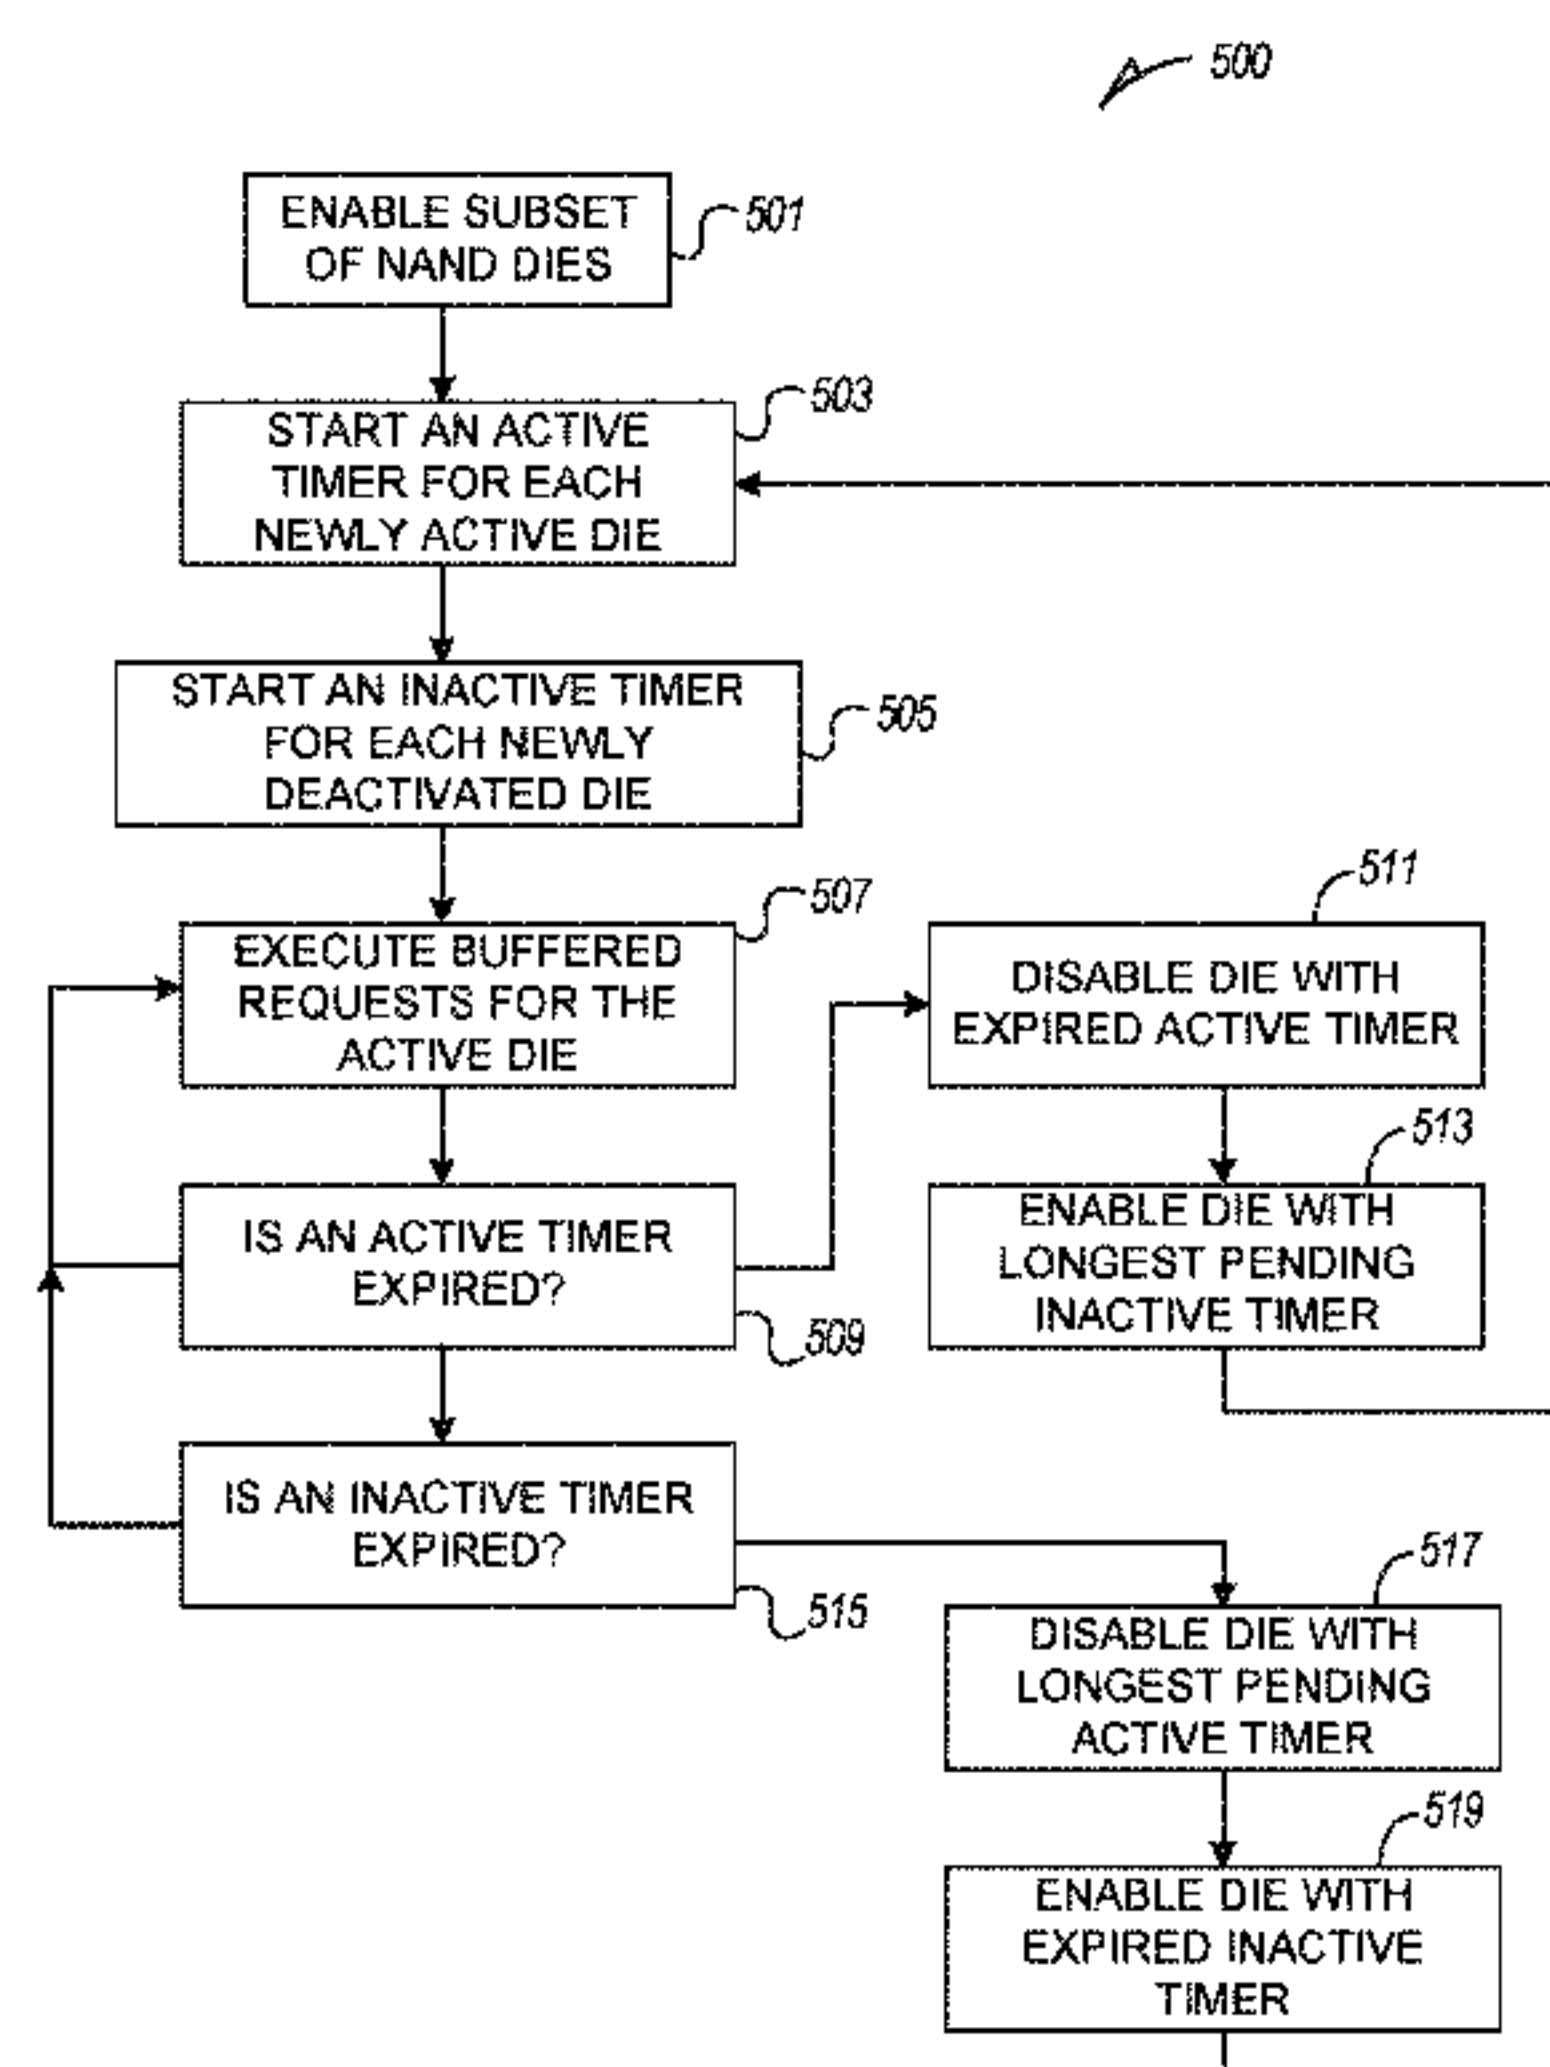 500
ENABLE SUBSET
OF NAND DIES
501
START AN ACTIVE
TIMER FOR EACH
NEWLY ACTIVE DIE
503
START AN INACTIVE TIMER
FOR EACH NEWLY
DEACTIVATED DIE
505
EXECUTE BUFFERED
REQUESTS FOR THE
ACTIVE DIE
507
IS AN ACTIVE TIMER
EXPIRED?
509
DISABLE DIE WITH
EXPIRED ACTIVE TIMER
511
ENABLE DIE WITH
LONGEST PENDING
INACTIVE TIMER
513
IS AN INACTIVE TIMER
EXPIRED?
515
DISABLE DIE WITH
LONGEST PENDING
ACTIVE TIMER
517
ENABLE DIE WITH
EXPIRED INACTIVE
TIMER
519